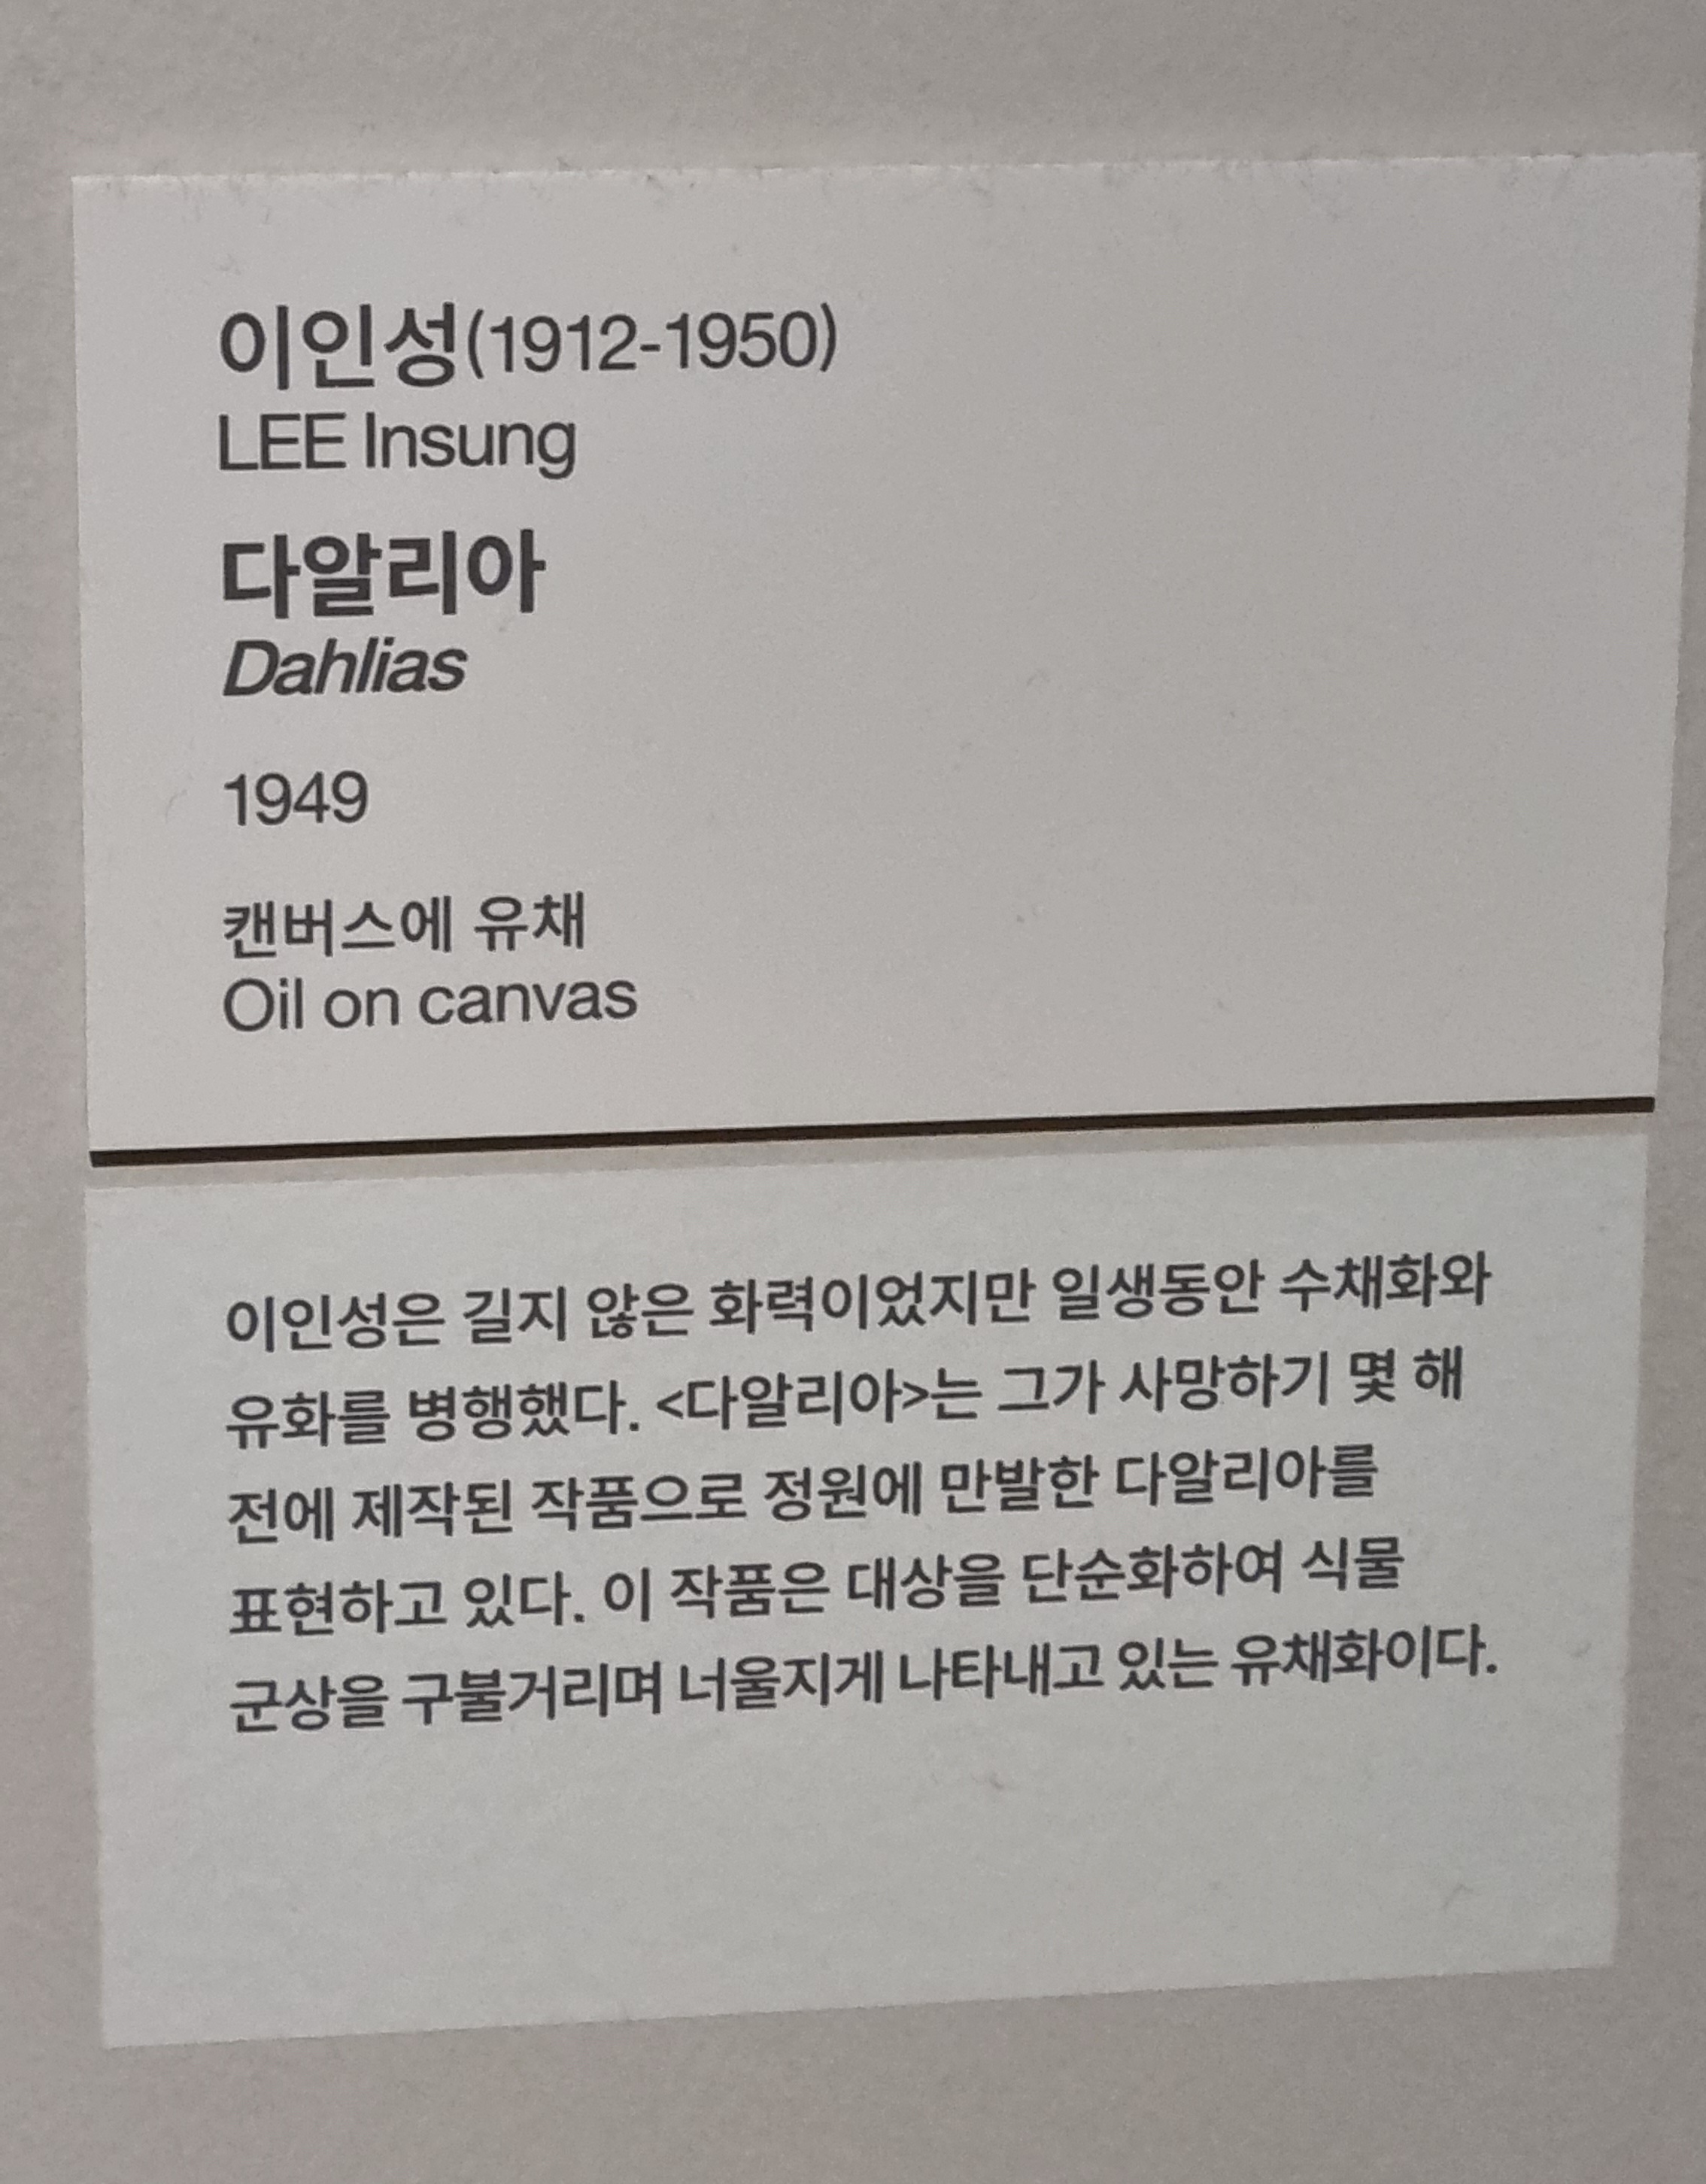 이인성(1912-1950)
LEE Insung
다알리아
Dahlias
1949
캔버스에 유채
Oil on canvas
이인성은 길지 않은 화력이었지만 일생동안 수채화와
유화를 병행했다. <다알리아>는 그가 사망하기 몇 해
전에 제작된 작품으로 정원에 만발한 다알리아를
표현하고 있다. 이 작품은 대상을 단순화하여 식물
군상을 구불거리며 너울지게 나타내고 있는 유채화이다.